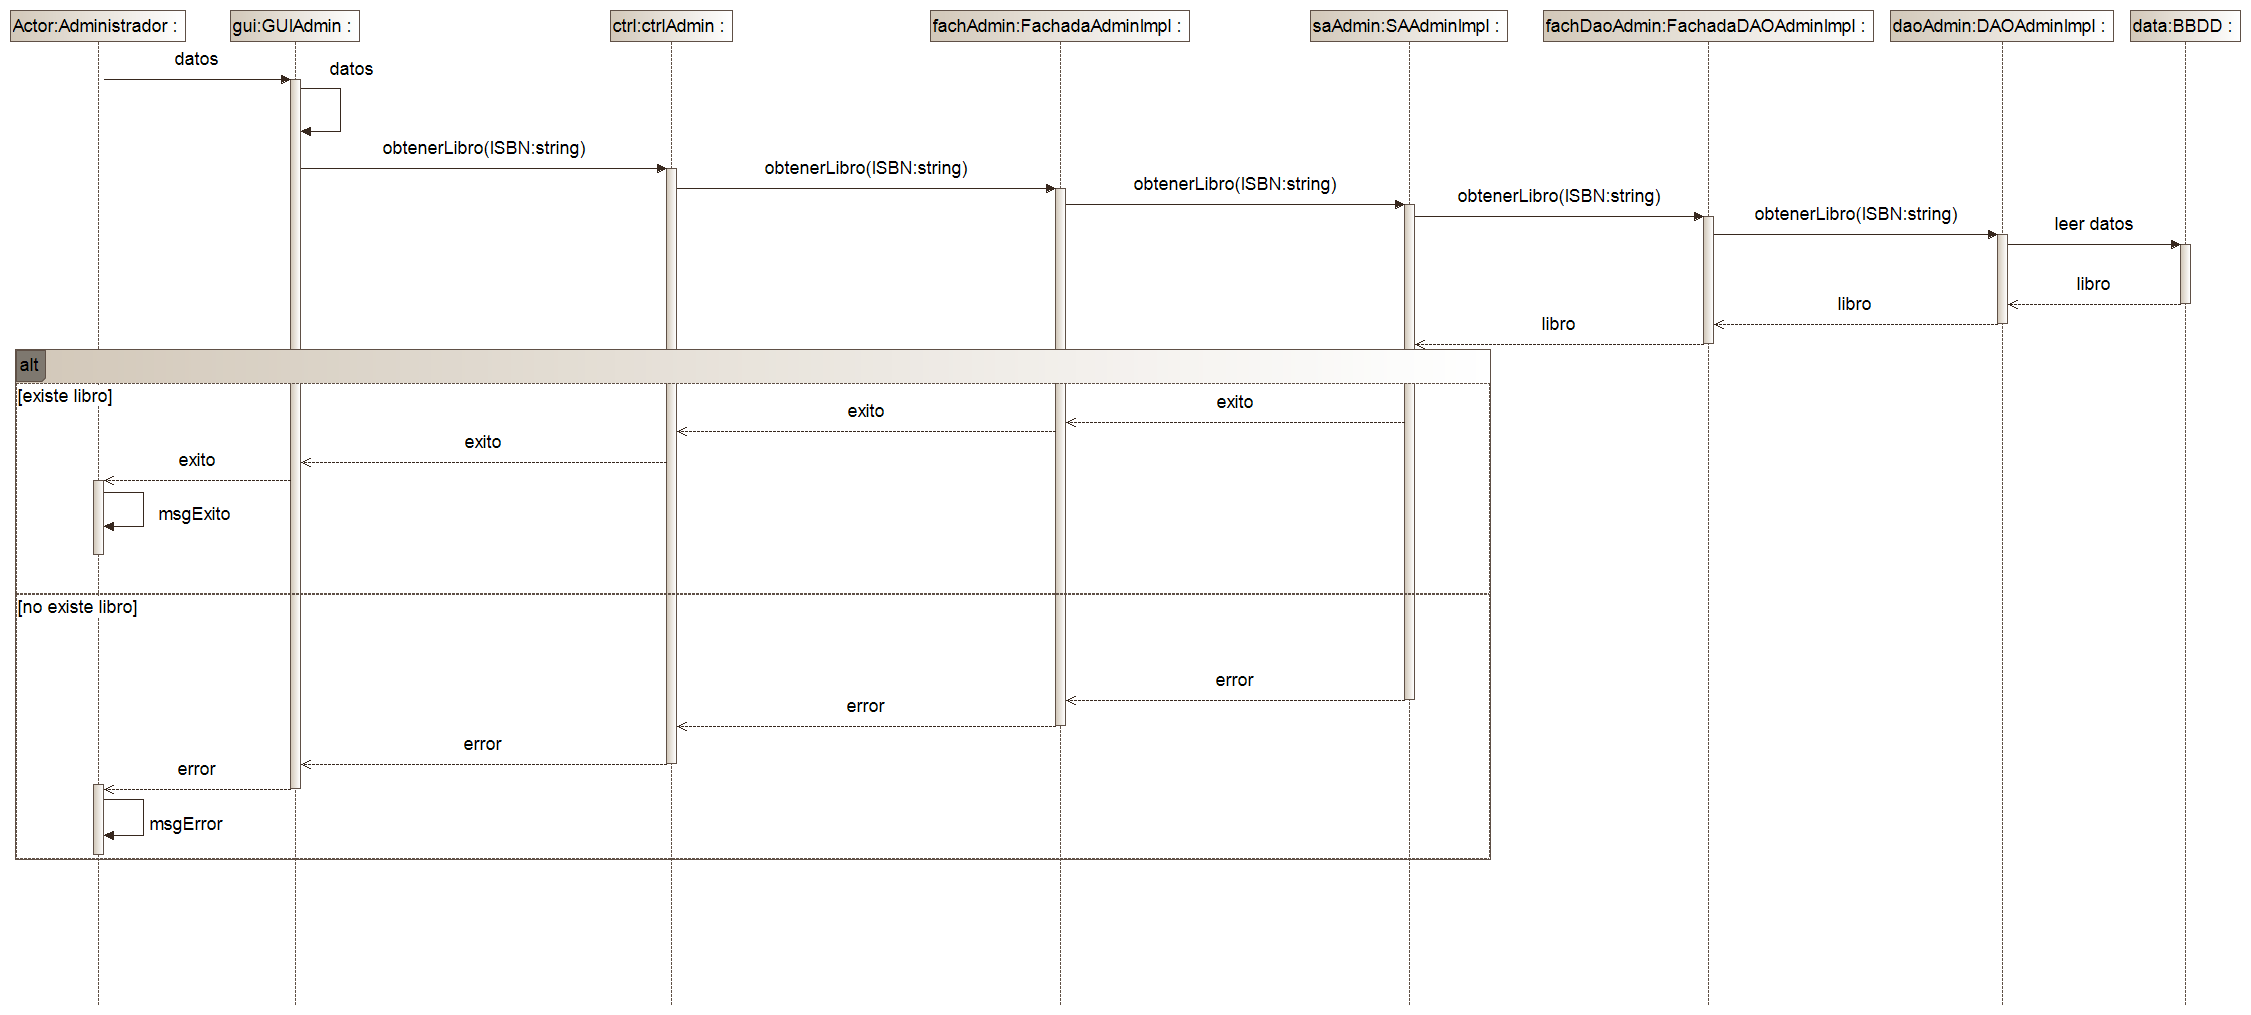 Actor:Administrador :
gui:GUIAdmin :
ctrl:ctrlAdmin :
fachAdmin:FachadaAdminImpl :
saAdmin:SAAdminImpl :
fachDaoAdmin:FachadaDAOAdminImpl :
daoAdmin:DAOAdminImpl :
data:BBDD :
datos
datos
obtenerLibro(ISBN:string)
obtenerLibro(ISBN:string)
obtenerLibro(ISBN:string)
obtenerLibro(ISBN:string)
obtenerLibro(ISBN:string)
leer datos
libro
libro
libro
alt
[existe libro]
exito
exito
exito
exito
msgExito
[no existe libro]
error
error
error
error
msgError